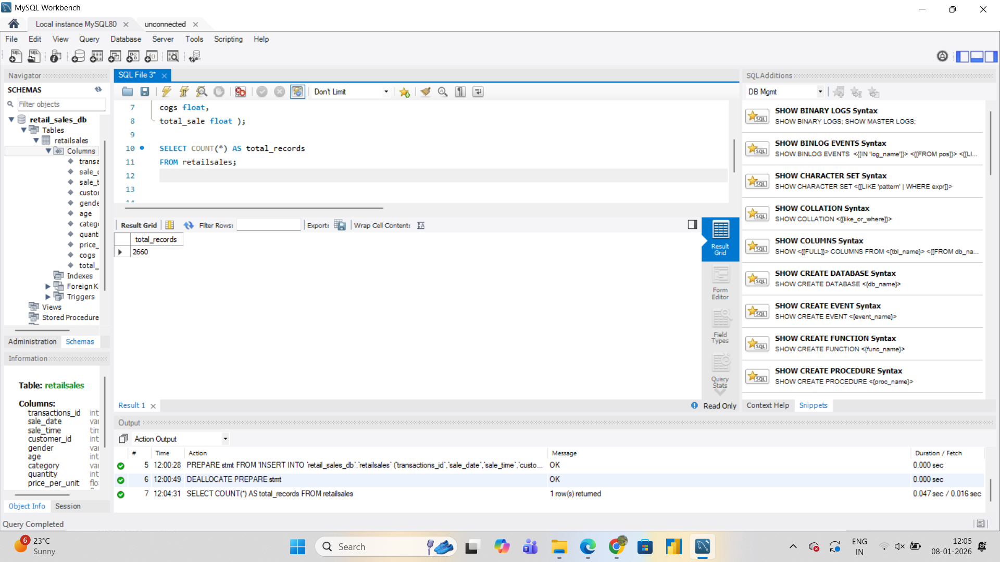 MySQL Workbench
Local instance MySQL80
unconnected
File Edit View Query Database Server Tools Scripting Help
Navigator
SCHEMAS
Filter objects
retail_sales_db
Tables
retailsales
Columns
transa
sale_d
sale_t
custor
gende
age
catego
quant
price_
cogs
total_
Indexes
Foreign K
Triggers
Views
Stored Procedure
Administration Schemas
Information
Table: retailsales
Columns:
transactions_id int
sale_date var
sale_time tim
customer_id int
gender var
age int
category var
quantity int
price_per_unit flo
Object Info Session
Query Completed
SQL File 3*
Don't Limit
7 cogs float,
8 total_sale float );
9
10 SELECT COUNT(*) AS total_records
11 FROM retailsales;
12
13
14
Result Grid Filter Rows: Export: Wrap Cell Content:
total_records
2660
Result Grid
Form Editor
Field Types
Query Stats
Result 1
Read Only
Output
Action Output
# Time Action Message Duration / Fetch
5 12:00:28 PREPARE stmt FROM 'INSERT INTO `retail_sales_db`.`retailsales` (`transactions_id`,`sale_date`,`sale_time`,`custo... OK 0.000 sec
6 12:00:49 DEALLOCATE PREPARE stmt OK 0.000 sec
7 12:04:31 SELECT COUNT(*) AS total_records FROM retailsales 1 row(s) returned 0.047 sec / 0.016 sec
SQLAdditions
DB Mgmt
SHOW BINARY LOGS Syntax
SHOW BINARY LOGS; SHOW MASTER LOGS;
SHOW BINLOG EVENTS Syntax
SHOW BINLOG EVENTS <{[IN 'log_name']}> <{[FROM pos]}> <{[LI...
SHOW CHARACTER SET Syntax
SHOW CHARACTER SET <{[LIKE 'pattern' | WHERE expr]}>
SHOW COLLATION Syntax
SHOW COLLATION <{[like_or_where]}>
SHOW COLUMNS Syntax
SHOW <{[FULL]}> COLUMNS FROM <{tbl_name}> <{[FROM db_na...
SHOW CREATE DATABASE Syntax
SHOW CREATE DATABASE <{db_name}>
SHOW CREATE EVENT Syntax
SHOW CREATE EVENT <{event_name}>
SHOW CREATE FUNCTION Syntax
SHOW CREATE FUNCTION <{func_name}>
SHOW CREATE PROCEDURE Syntax
SHOW CREATE PROCEDURE <{proc_name}>
Context Help Snippets
6
23°C
Sunny
Search
ENG
IN
12:05
08-01-2026